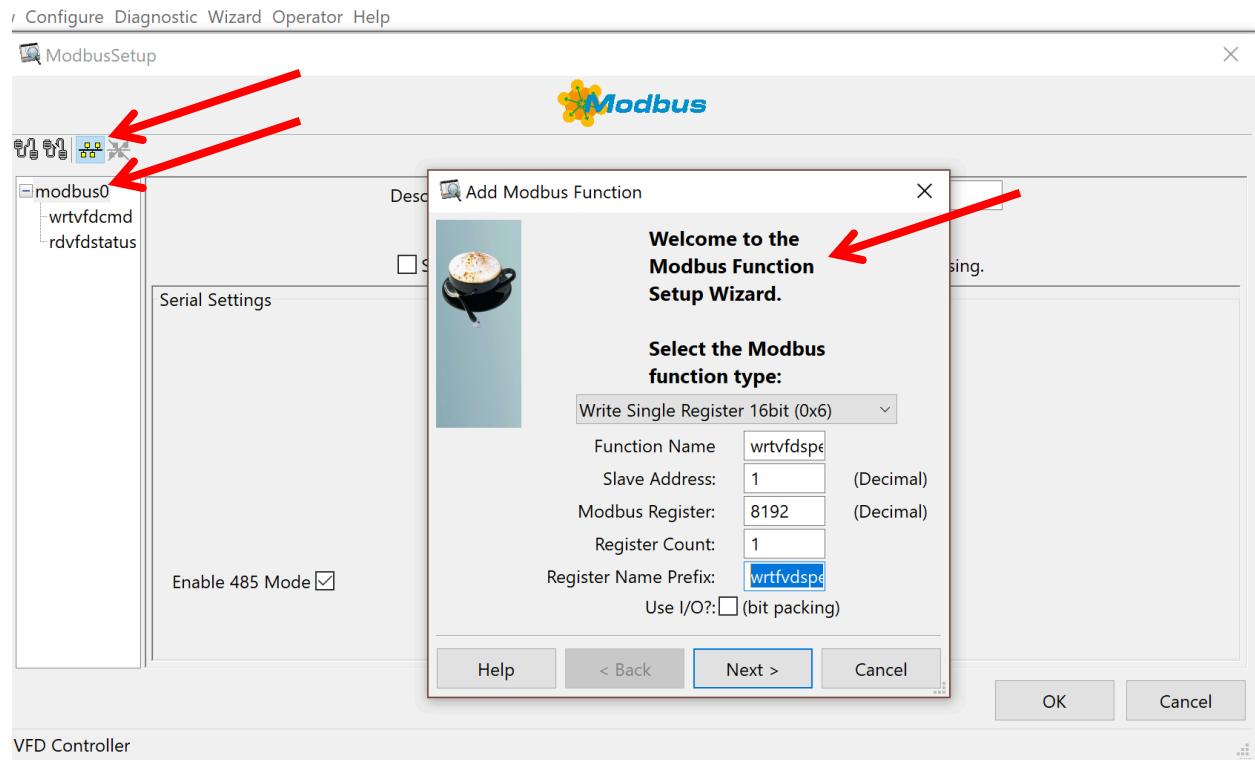 Configure Diagnostic Wizard Operator Help
ModbusSetup
Modbus
modbus0
wrtvfdcmd
rdvfdstatus
Desc
sing.
Serial Settings
Enable 485 Mode
Add Modbus Function
Welcome to the
Modbus Function
Setup Wizard.
Select the Modbus
function type:
Write Single Register 16bit (0x6)
Function Name wrtvfdspe
Slave Address: 1 (Decimal)
Modbus Register: 8192 (Decimal)
Register Count: 1
Register Name Prefix: wrtfvdspe
Use I/O?: (bit packing)
Help < Back Next > Cancel
OK Cancel
VFD Controller